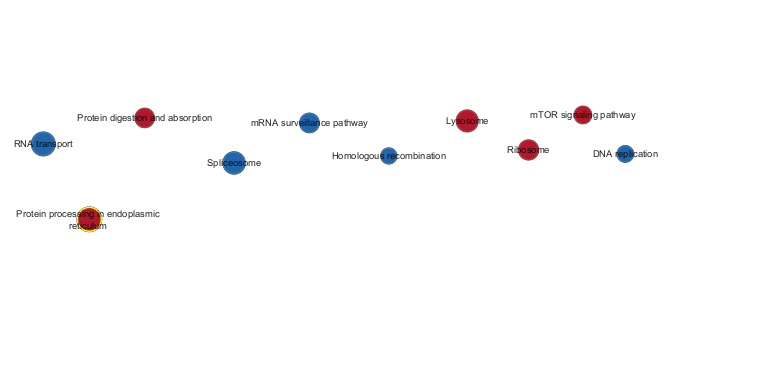 Protein digestion and absorption
mRNA surveillance pathway
Lysosome
mTOR signaling pathway
RNA transport
Spliceosome
Homologous recombination
Ribosome
DNA replication
Protein processing in endoplasmic
reticulum